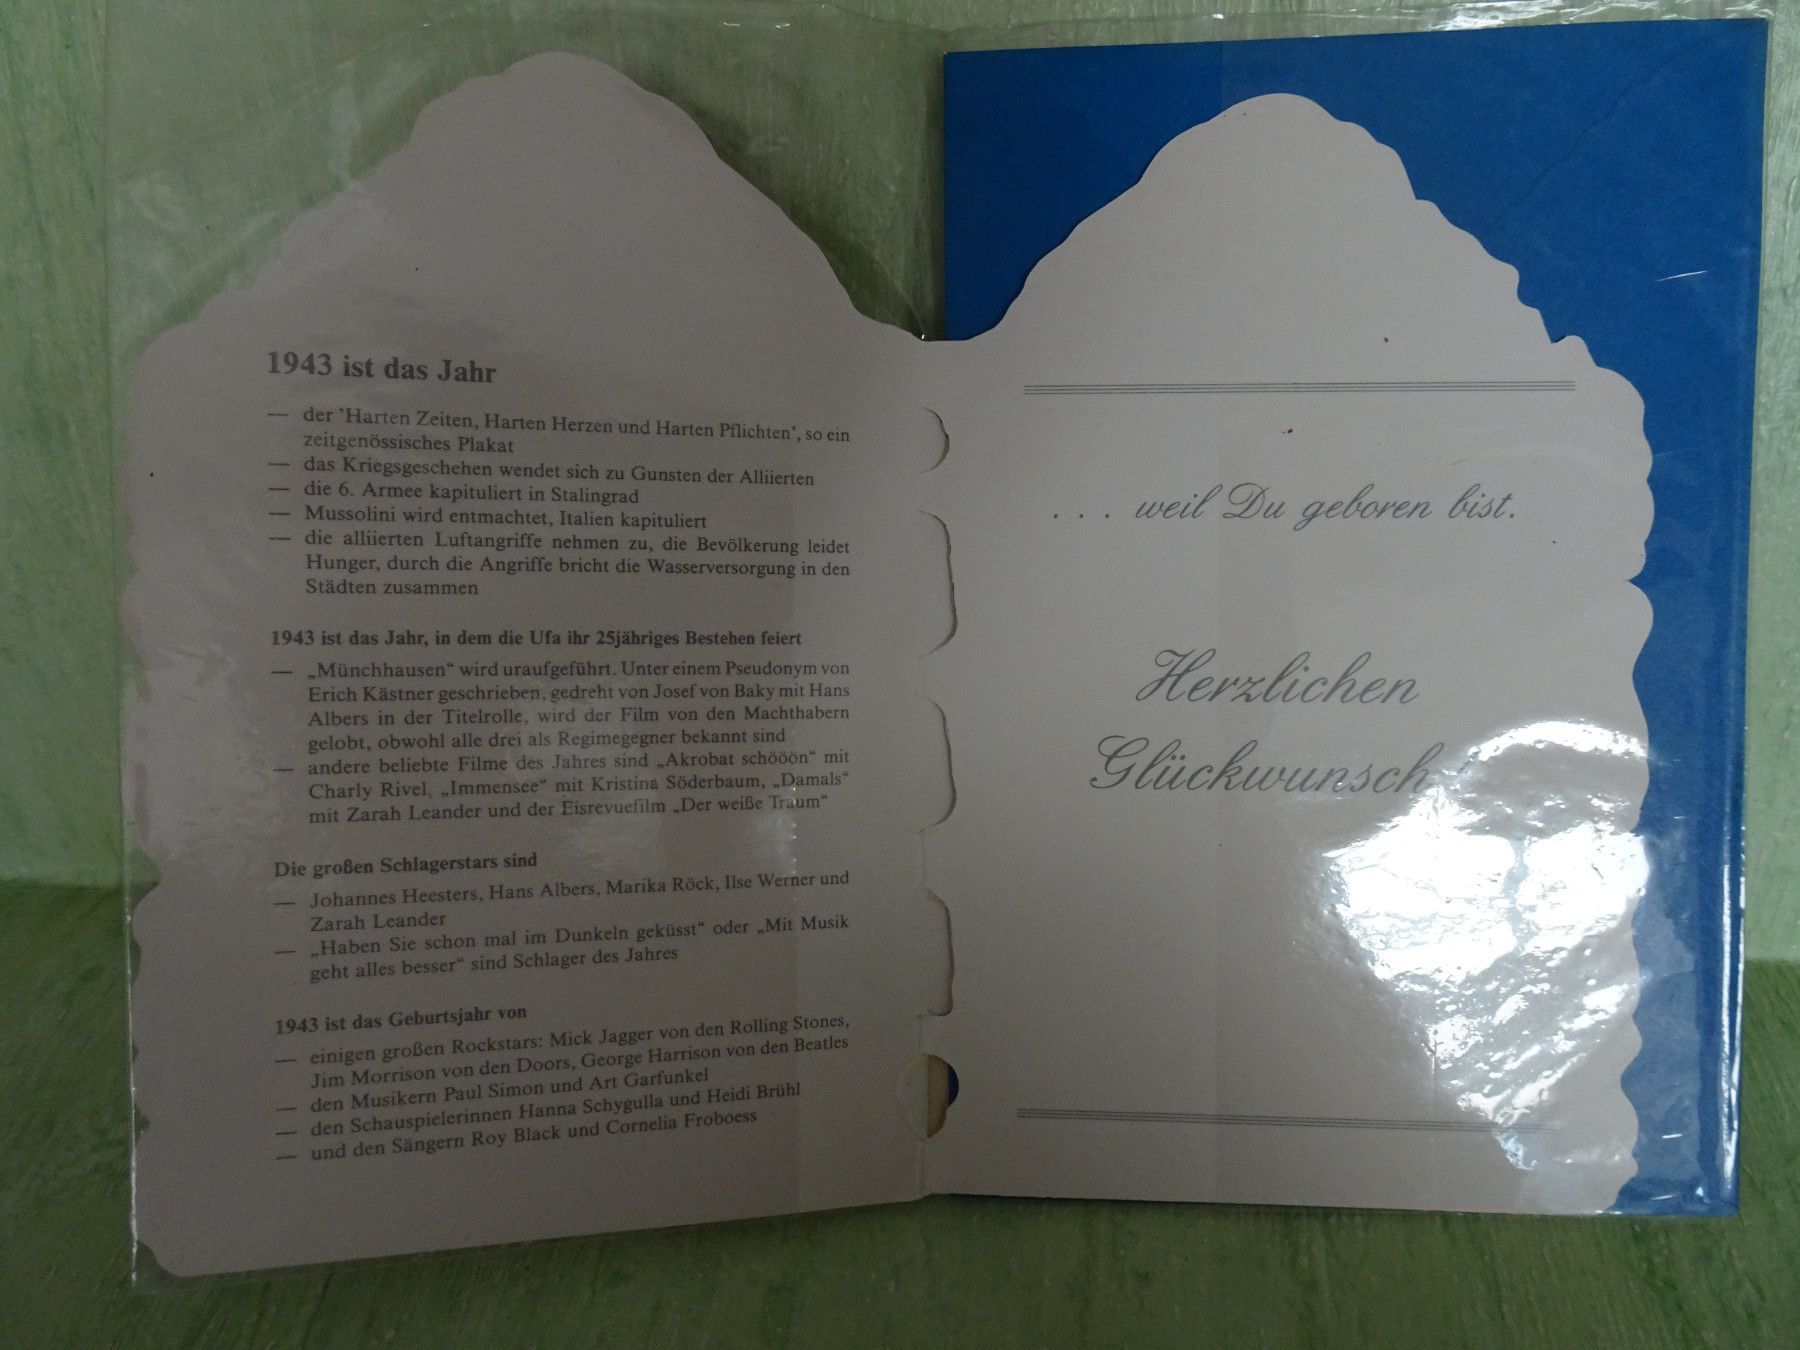 1943 ist das Jahr
— der 'Harten Zeiten, Harten Herzen und Harten Pflichten', so ein
zeitgenössisches Plakat
— das Kriegsgeschehen wendet sich zu Gunsten der Alliierten
— die 6. Armee kapituliert in Stalingrad
— Mussolini wird entmachtet, Italien kapituliert
— die alliierten Luftangriffe nehmen zu, die Bevölkerung leidet
Hunger, durch die Angriffe bricht die Wasserversorgung in den
Städten zusammen
1943 ist das Jahr, in dem die Ufa ihr 25jähriges Bestehen feiert
— „Münchhausen“ wird uraufgeführt. Unter einem Pseudonym von
Erich Kästner geschrieben, gedreht von Josef von Baky mit Hans
Albers in der Titelrolle, wird der Film von den Machthabern
gelobt, obwohl alle drei als Regimegegner bekannt sind
— andere beliebte Filme des Jahres sind „Akrobat schööön“ mit
Charly Rivel, „Immensee“ mit Kristina Söderbaum, „Damals“
mit Zarah Leander und der Eisrevuefilm „Der weiße Traum“
Die großen Schlagerstars sind
— Johannes Heesters, Hans Albers, Marika Röck, Ilse Werner und
Zarah Leander
— „Haben Sie schon mal im Dunkeln geküsst“ oder „Mit Musik
geht alles besser“ sind Schlager des Jahres
1943 ist das Geburtsjahr von
— einigen großen Rockstars: Mick Jagger von den Rolling Stones,
Jim Morrison von den Doors, George Harrison von den Beatles
— den Musikern Paul Simon und Art Garfunkel
— den Schauspielerinnen Hanna Schygulla und Heidi Brühl
— und den Sängern Roy Black und Cornelia Froboess
. . . weil Du geboren bist.
Herzlichen
Glückwunsch